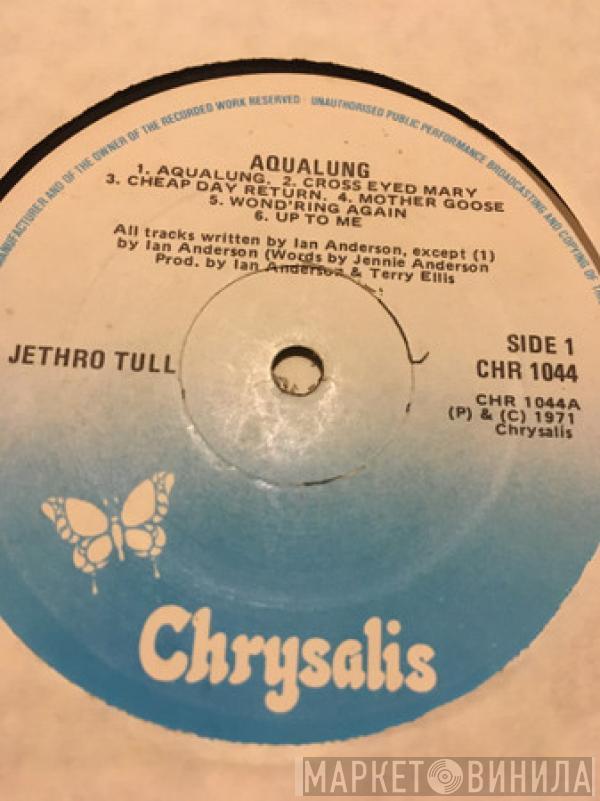 MANUFACTURER AND OF THE OWNER OF THE RECORDED WORK RESERVED · UNAUTHORISED PUBLIC PERFORMANCE BROADCASTING AND COPYING OF
AQUALUNG
1. AQUALUNG. 2. CROSS EYED MARY
3. CHEAP DAY RETURN. 4. MOTHER GOOSE
5. WOND'RING AGAIN
6. UP TO ME
All tracks written by Ian Anderson, except (1)
by Ian Anderson (Words by Jennie Anderson
Prod. by Ian Anderson & Terry Ellis
JETHRO TULL
SIDE 1
CHR 1044
CHR 1044A
(P) & (C) 1971
Chrysalis
Chrysalis
МАРКЕТ ВИНИЛА